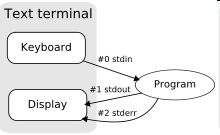 Text terminal
Keyboard
#0 stdin
Program
#1 stdout
Display
#2 stderr